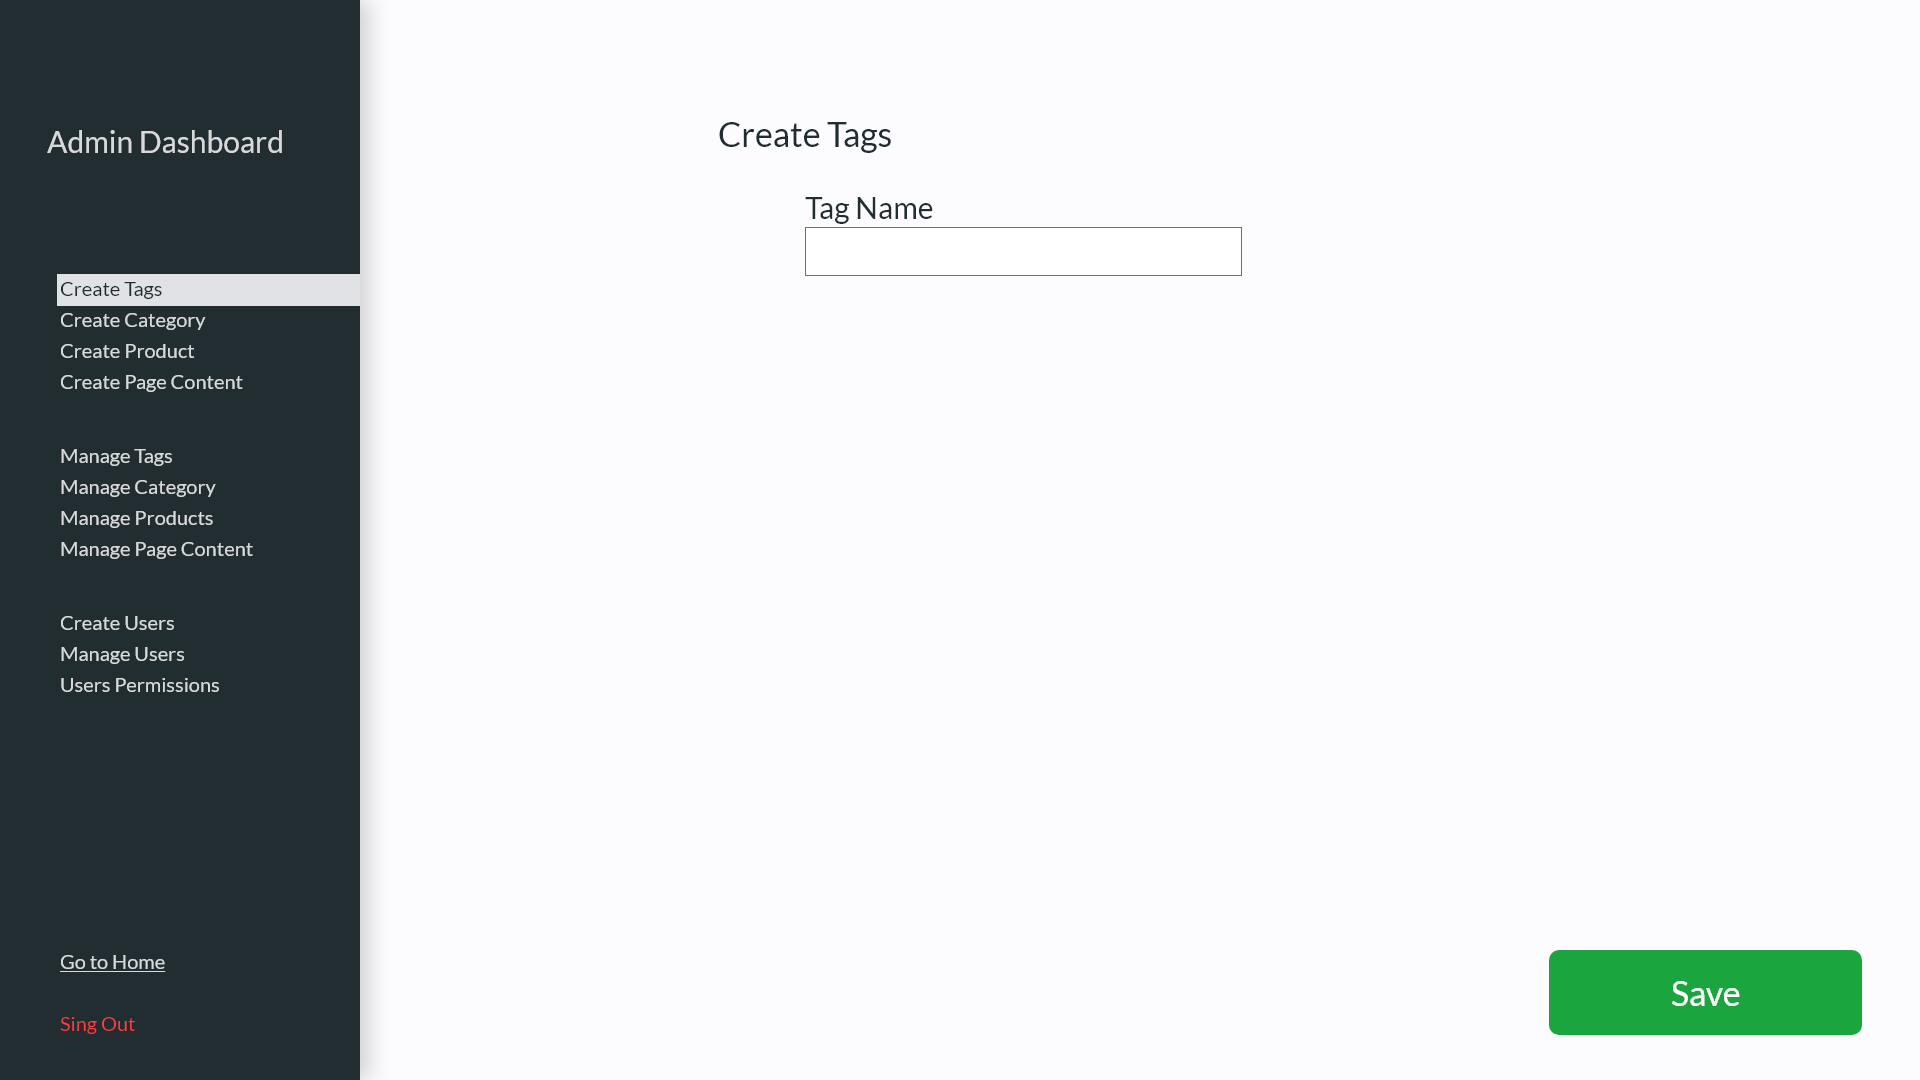 Admin Dashboard
Create Tags
Create Category
Create Product
Create Page Content
Manage Tags
Manage Category
Manage Products
Manage Page Content
Create Users
Manage Users
Users Permissions
Go to Home
Sing Out
Create Tags
Tag Name
Save